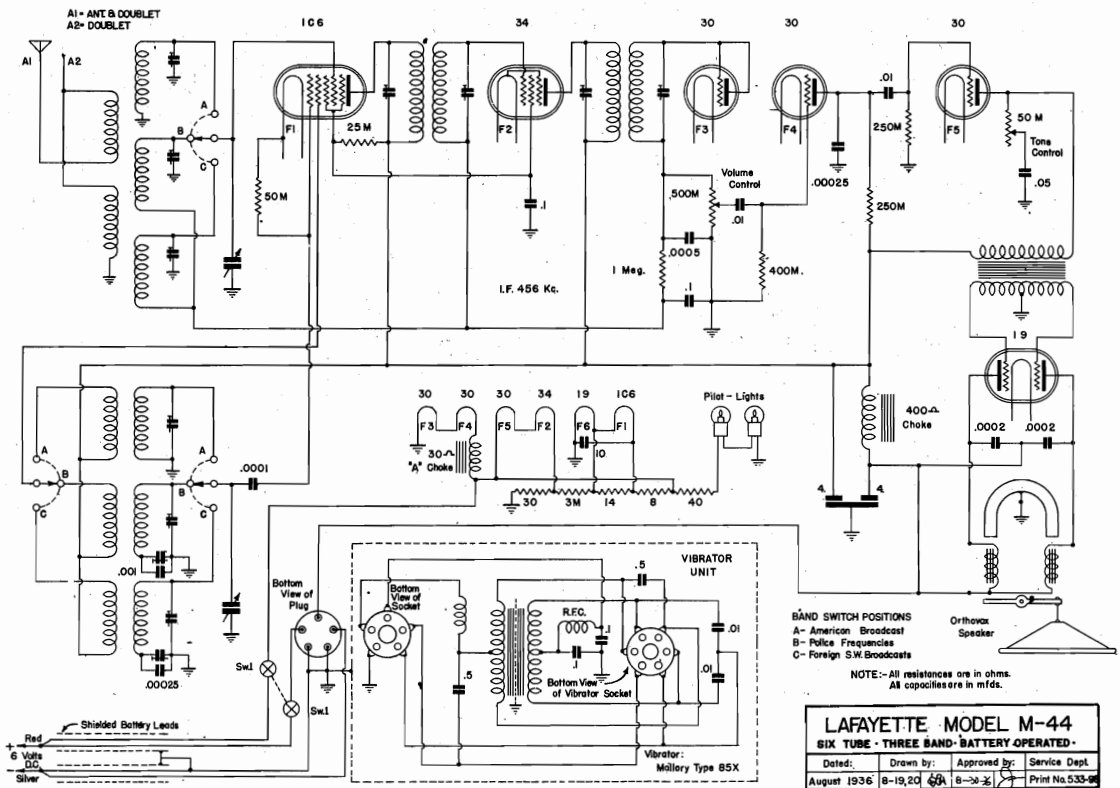 A1= ANT. & DOUBLET
A2= DOUBLET
1C6
34
30
30
30
A1
A2
A
B
C
F1
25M
50M
F2
.1
I.F. 456 Kc.
F3
F4
F5
.01
250M
50 M
Tone
Control
.05
.00025
Volume
Control
500M
.01
.0005
1 Meg.
400M.
.1
250M
19
400Ω
Choke
.0002
.0002
4.
4.
30
30
30
34
19
1C6
F3
F4
F5
F2
F6
F1
10
30Ω
"A" Choke
30
3M
14
8
40
Pilot - Lights
A
B
C
A
B
C
.0001
.001
.00025
Bottom
View of
Plug
Sw.1
Sw.1
Bottom
View of
Socket
VIBRATOR
UNIT
.5
.5
R.F.C.
.1
.1
.01
.01
Bottom View
of Vibrator Socket
Vibrator:
Mallory Type 85X
Orthovox
Speaker
BAND SWITCH POSITIONS
A- American Broadcast
B- Police Frequencies
C- Foreign S.W. Broadcasts
NOTE:- All resistances are in ohms.
All capacities are in mfds.
Shielded Battery Leads
+
Red
6 Volts
D.C.
-
Silver
LAFAYETTE MODEL M-44
SIX TUBE · THREE BAND · BATTERY OPERATED ·
Dated: Drawn by: Approved by: Service Dept.
August 1936 8-19,20 8-20-36 Print No. 533-